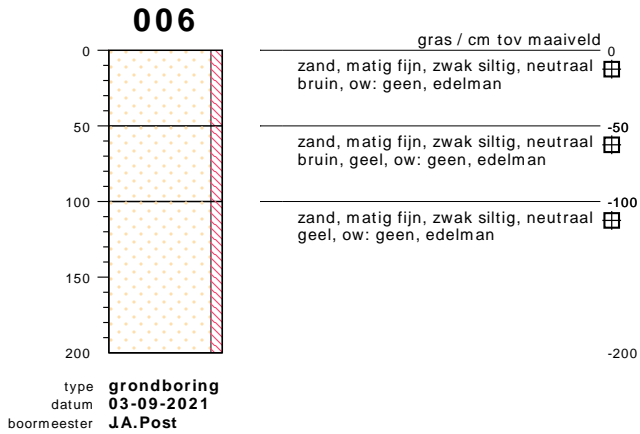 006
gras / cm tov maaiveld
0
0
zand, matig fijn, zwak siltig, neutraal
bruin, ow: geen, edelman
50
-50
zand, matig fijn, zwak siltig, neutraal
bruin, geel, ow: geen, edelman
100
-100
zand, matig fijn, zwak siltig, neutraal
geel, ow: geen, edelman
150
200
-200
type grondboring
datum 03-09-2021
boormeester J.A.Post